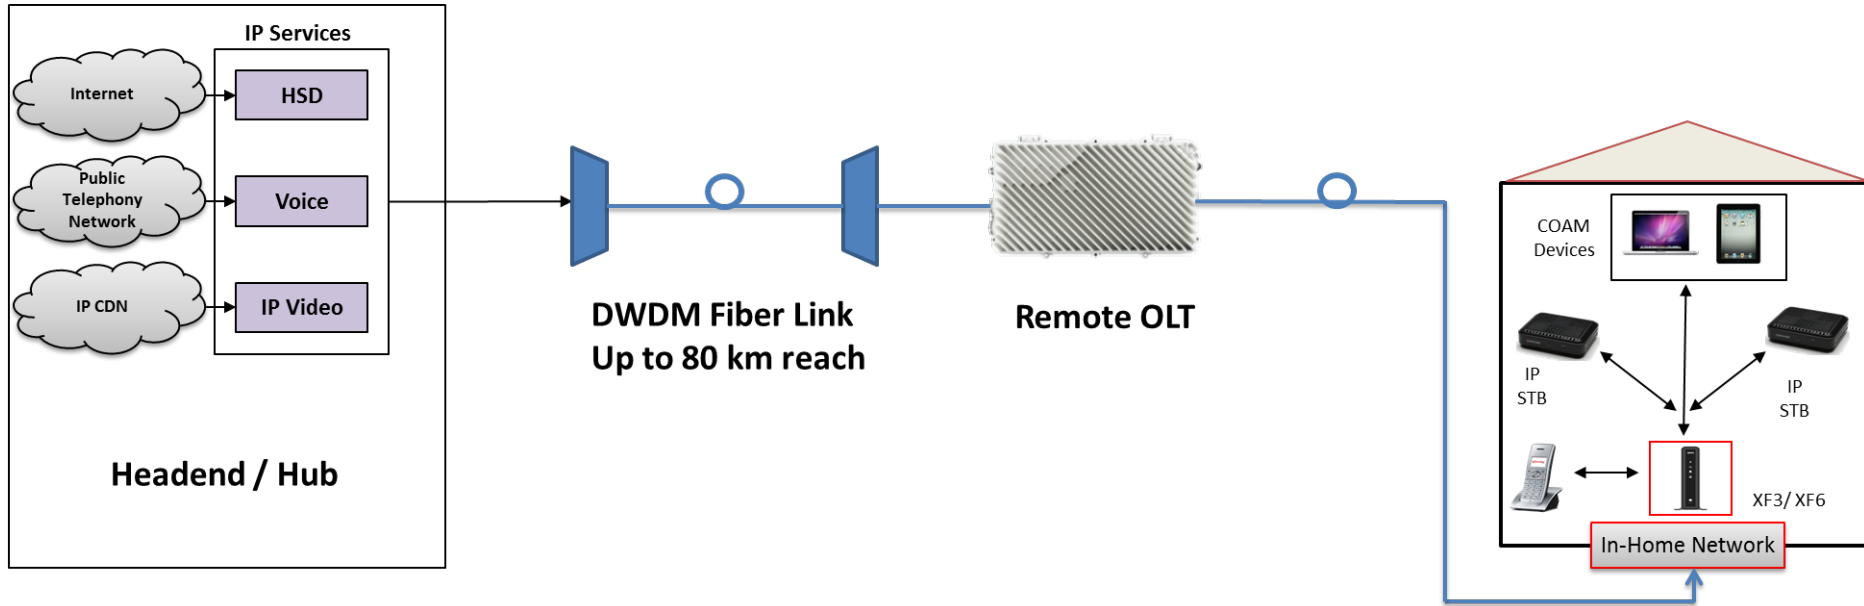 IP Services
Internet
HSD
Public
Telephony
Network
Voice
IP CDN
IP Video
Headend / Hub
DWDM Fiber Link
Up to 80 km reach
Remote OLT
COAM
Devices
IP
STB
IP
STB
XF3/ XF6
In-Home Network